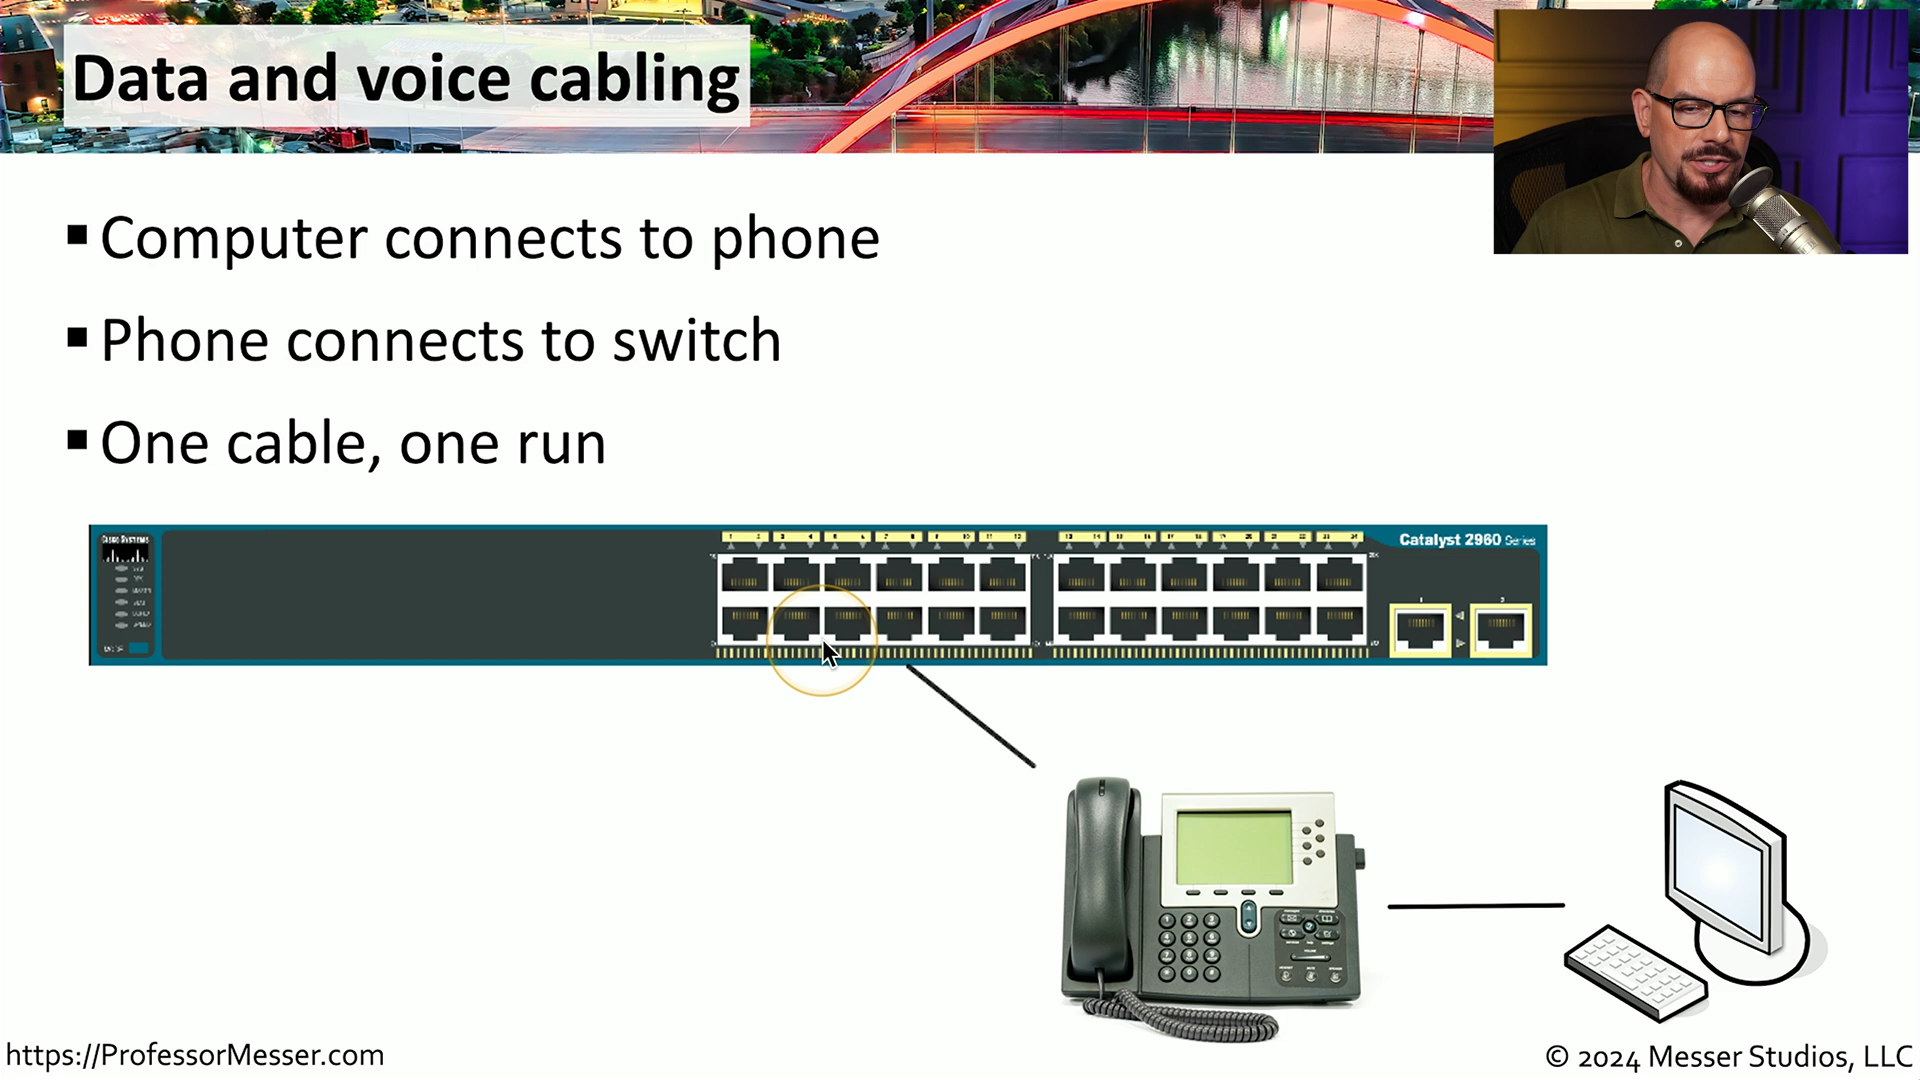 Data and voice cabling
▪ Computer connects to phone
▪ Phone connects to switch
▪ One cable, one run
Cisco Systems
Catalyst 2960 Series
https://ProfessorMesser.com
© 2024 Messer Studios, LLC